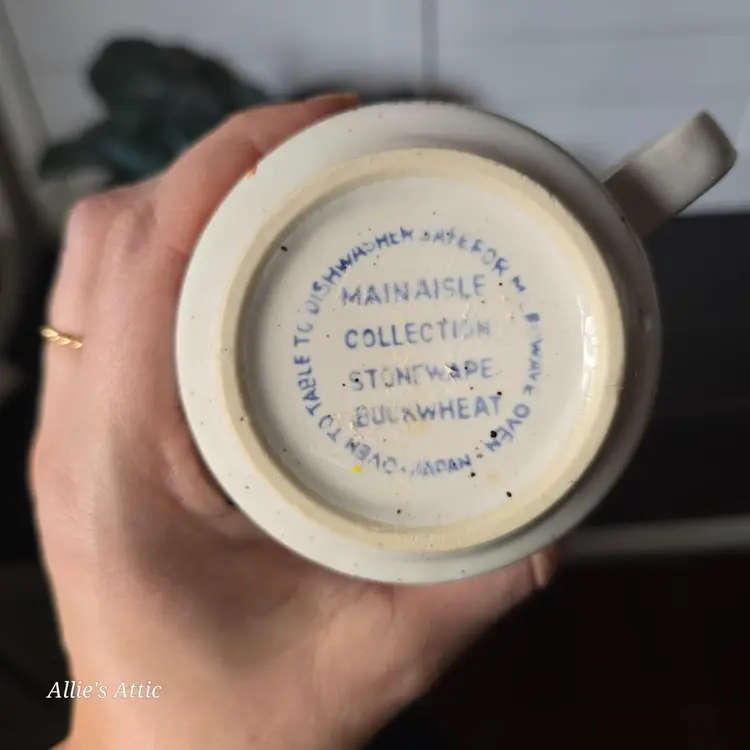 MAIN AISLE
COLLECTION
STONEWARE
BUCKWHEAT
OVEN TO TABLE TO DISHWASHER SAFE FOR MICROWAVE OVEN • JAPAN •
Allie's Attic